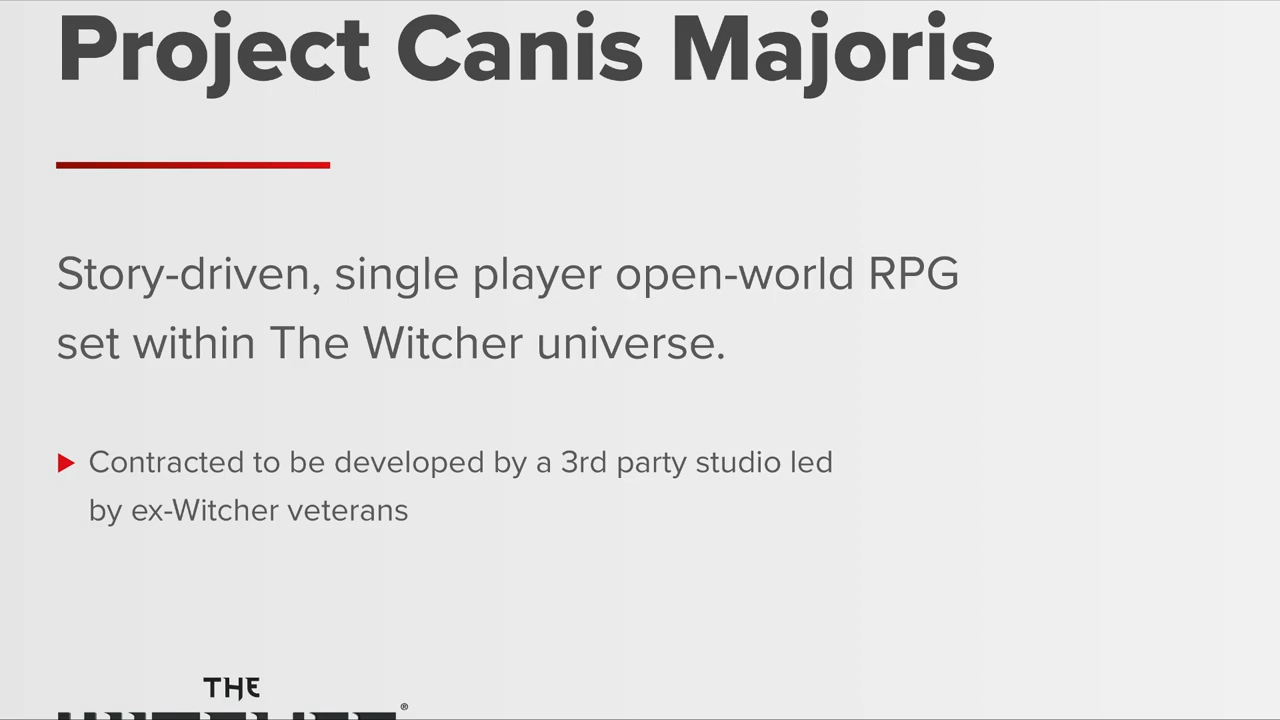 Project Canis Majoris
Story-driven, single player open-world RPG
set within The Witcher universe.
Contracted to be developed by a 3rd party studio led
by ex-Witcher veterans
THE
®